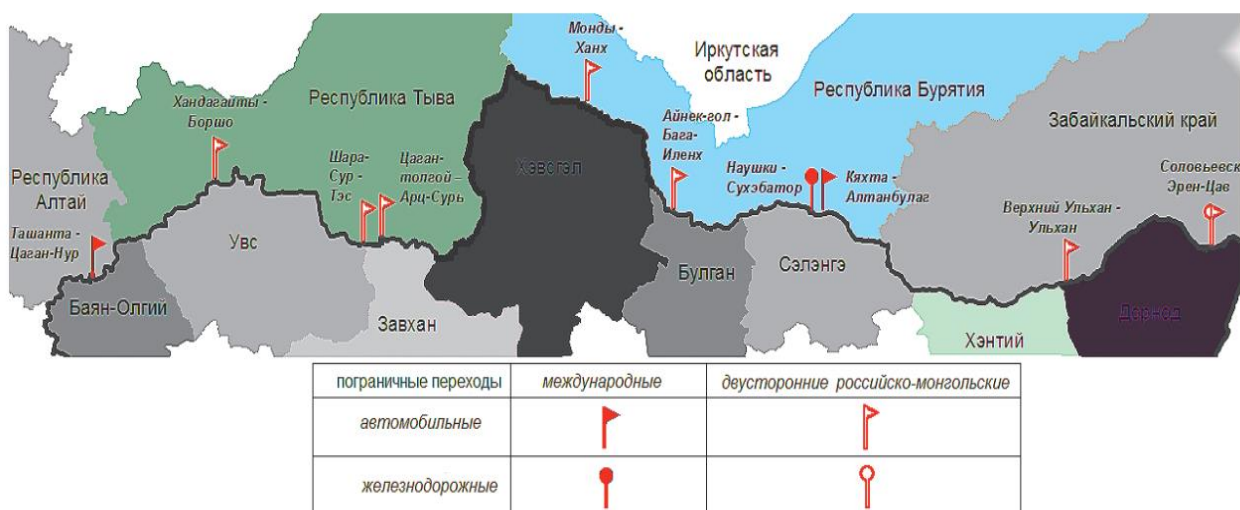 Монды -
Ханх
Иркутская
область
Хандагайты -
Боршо
Республика Тыва
Республика Бурятия
Айнек-гол -
Бага-
Иленх
Забайкальский край
Республика
Алтай
Шара-
Сур -
Тэс
Цаган-
толгой –
Арц-Суръ
Хэвсгэл
Наушки -
Сухэбатор
Кяхта -
Алтанбулаг
Соловьевск
Эрен-Цав
Верхний Ульхан -
Ульхан
Ташанта -
Цаган-Нур
Увс
Булган
Сэлэнгэ
Баян-Олгий
Завхан
Хэнтий
Дорнод
пограничные переходы
международные
двусторонние российско-монгольские
автомобильные
железнодорожные